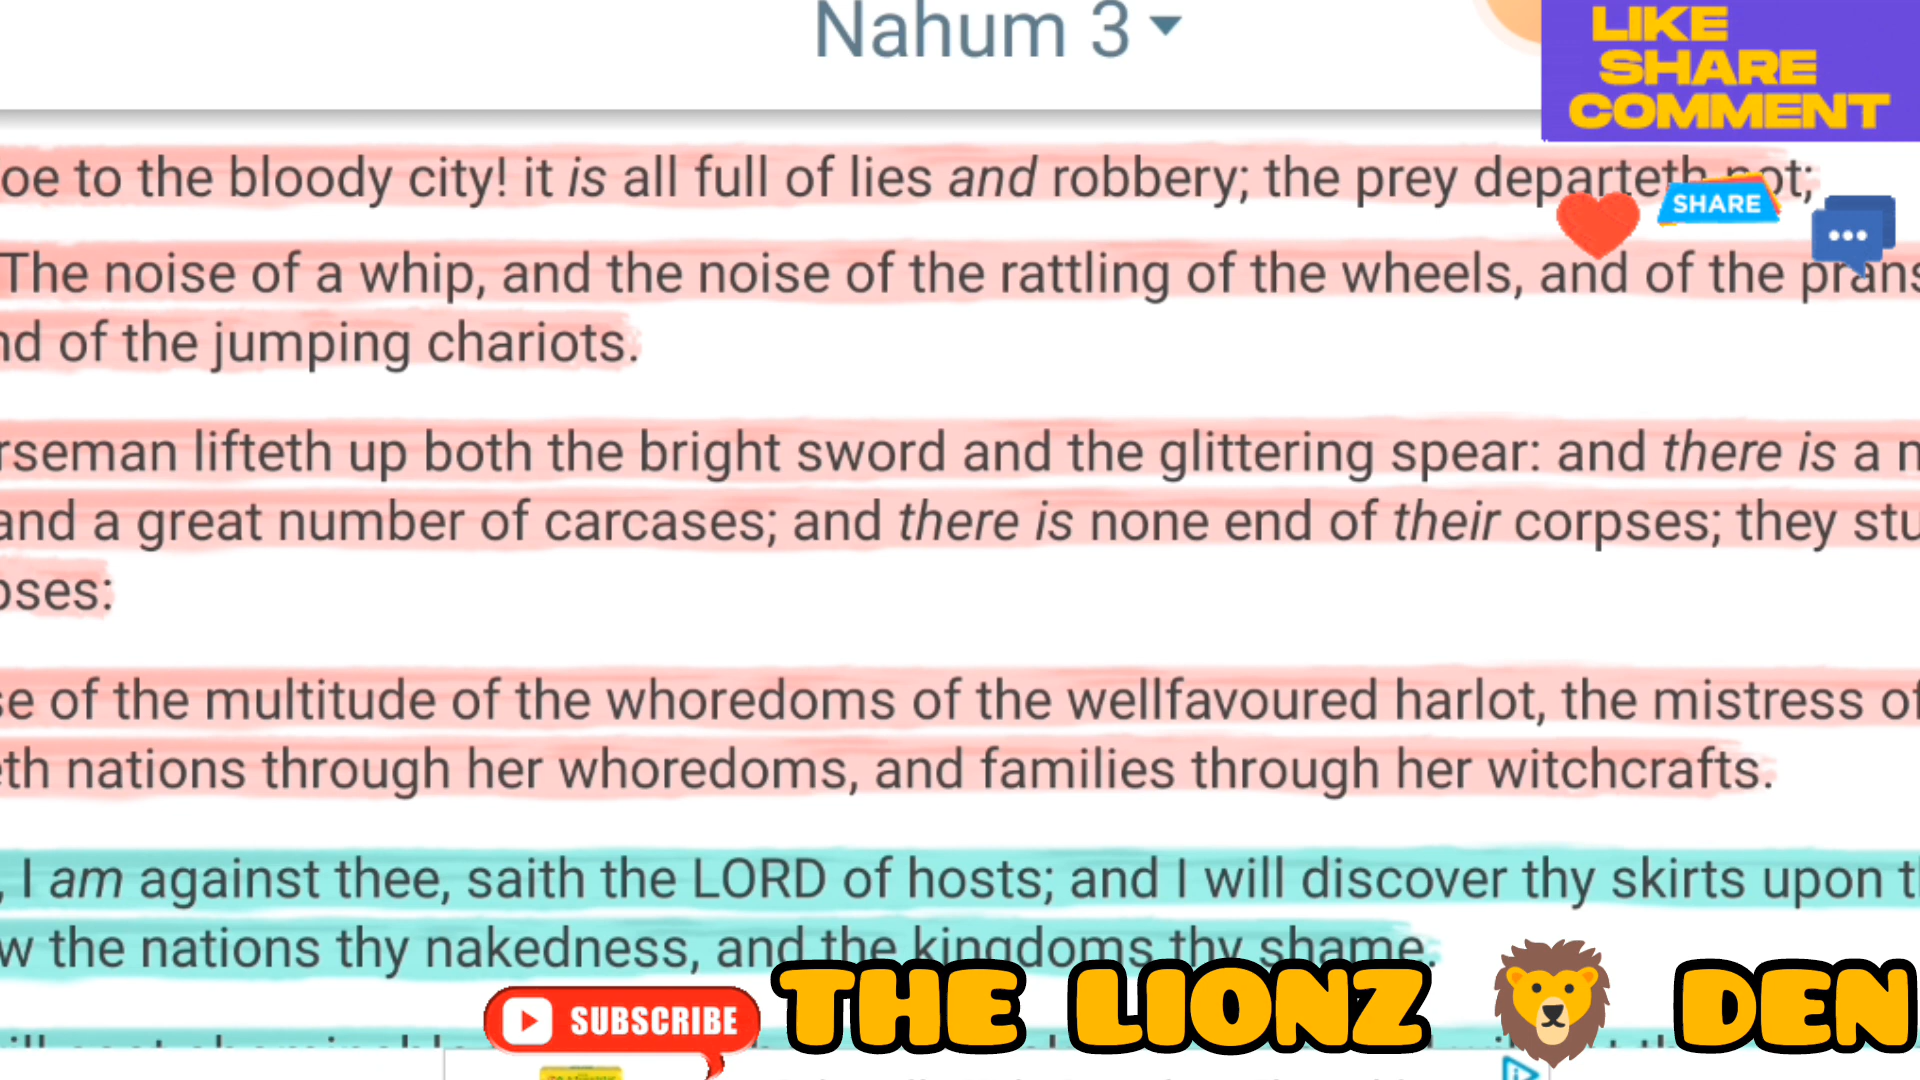 Nahum 3
LIKE
SHARE
COMMENT
oe to the bloody city! it is all full of lies and robbery; the prey departeth not;
SHARE
The noise of a whip, and the noise of the rattling of the wheels, and of the prans
nd of the jumping chariots.
rseman lifteth up both the bright sword and the glittering spear: and there is a
and a great number of carcases; and there is none end of their corpses; they stu
pses:
se of the multitude of the whoredoms of the wellfavoured harlot, the mistress of
eth nations through her whoredoms, and families through her witchcrafts.
, I am against thee, saith the LORD of hosts; and I will discover thy skirts upon t
w the nations thy nakedness, and the kingdoms thy shame.
SUBSCRIBE
THE LIONZ DEN